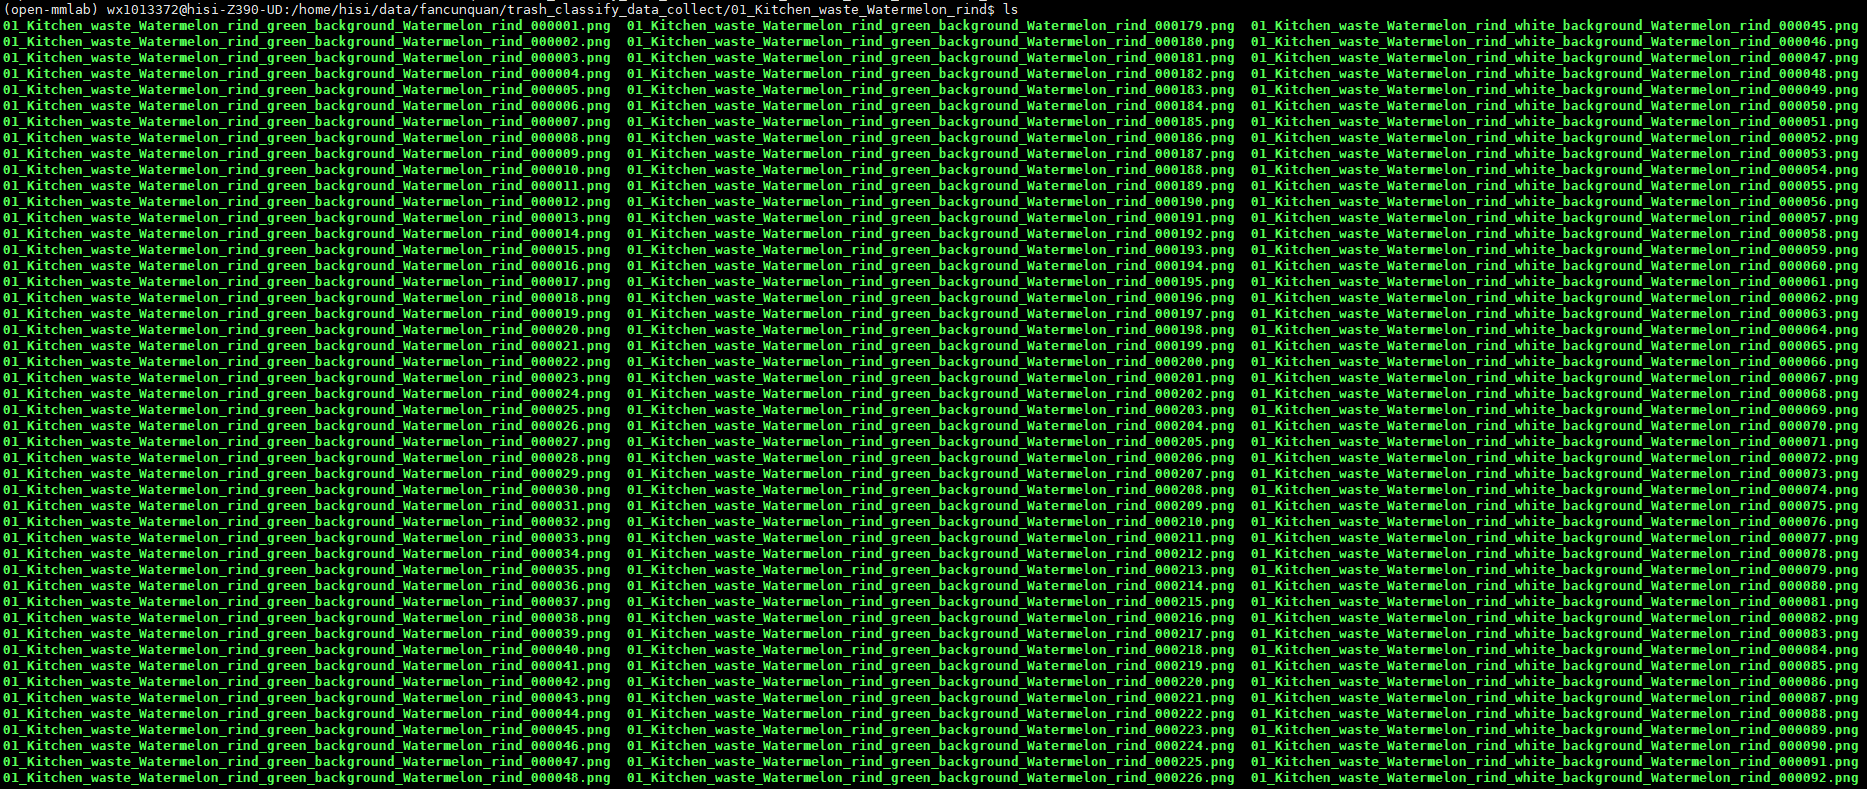 (open-mmlab) wx1013372@hisi-Z390-UD:/home/hisi/data/fancunquan/trash_classify_data_collect/01_Kitchen_waste_Watermelon_rind$ ls
01_Kitchen_waste_Watermelon_rind_green_background_Watermelon_rind_000001.png 01_Kitchen_waste_Watermelon_rind_green_background_Watermelon_rind_000179.png 01_Kitchen_waste_Watermelon_rind_white_background_Watermelon_rind_000045.png
01_Kitchen_waste_Watermelon_rind_green_background_Watermelon_rind_000002.png 01_Kitchen_waste_Watermelon_rind_green_background_Watermelon_rind_000180.png 01_Kitchen_waste_Watermelon_rind_white_background_Watermelon_rind_000046.png
01_Kitchen_waste_Watermelon_rind_green_background_Watermelon_rind_000003.png 01_Kitchen_waste_Watermelon_rind_green_background_Watermelon_rind_000181.png 01_Kitchen_waste_Watermelon_rind_white_background_Watermelon_rind_000047.png
01_Kitchen_waste_Watermelon_rind_green_background_Watermelon_rind_000004.png 01_Kitchen_waste_Watermelon_rind_green_background_Watermelon_rind_000182.png 01_Kitchen_waste_Watermelon_rind_white_background_Watermelon_rind_000048.png
01_Kitchen_waste_Watermelon_rind_green_background_Watermelon_rind_000005.png 01_Kitchen_waste_Watermelon_rind_green_background_Watermelon_rind_000183.png 01_Kitchen_waste_Watermelon_rind_white_background_Watermelon_rind_000049.png
01_Kitchen_waste_Watermelon_rind_green_background_Watermelon_rind_000006.png 01_Kitchen_waste_Watermelon_rind_green_background_Watermelon_rind_000184.png 01_Kitchen_waste_Watermelon_rind_white_background_Watermelon_rind_000050.png
01_Kitchen_waste_Watermelon_rind_green_background_Watermelon_rind_000007.png 01_Kitchen_waste_Watermelon_rind_green_background_Watermelon_rind_000185.png 01_Kitchen_waste_Watermelon_rind_white_background_Watermelon_rind_000051.png
01_Kitchen_waste_Watermelon_rind_green_background_Watermelon_rind_000008.png 01_Kitchen_waste_Watermelon_rind_green_background_Watermelon_rind_000186.png 01_Kitchen_waste_Watermelon_rind_white_background_Watermelon_rind_000052.png
01_Kitchen_waste_Watermelon_rind_green_background_Watermelon_rind_000009.png 01_Kitchen_waste_Watermelon_rind_green_background_Watermelon_rind_000187.png 01_Kitchen_waste_Watermelon_rind_white_background_Watermelon_rind_000053.png
01_Kitchen_waste_Watermelon_rind_green_background_Watermelon_rind_000010.png 01_Kitchen_waste_Watermelon_rind_green_background_Watermelon_rind_000188.png 01_Kitchen_waste_Watermelon_rind_white_background_Watermelon_rind_000054.png
01_Kitchen_waste_Watermelon_rind_green_background_Watermelon_rind_000011.png 01_Kitchen_waste_Watermelon_rind_green_background_Watermelon_rind_000189.png 01_Kitchen_waste_Watermelon_rind_white_background_Watermelon_rind_000055.png
01_Kitchen_waste_Watermelon_rind_green_background_Watermelon_rind_000012.png 01_Kitchen_waste_Watermelon_rind_green_background_Watermelon_rind_000190.png 01_Kitchen_waste_Watermelon_rind_white_background_Watermelon_rind_000056.png
01_Kitchen_waste_Watermelon_rind_green_background_Watermelon_rind_000013.png 01_Kitchen_waste_Watermelon_rind_green_background_Watermelon_rind_000191.png 01_Kitchen_waste_Watermelon_rind_white_background_Watermelon_rind_000057.png
01_Kitchen_waste_Watermelon_rind_green_background_Watermelon_rind_000014.png 01_Kitchen_waste_Watermelon_rind_green_background_Watermelon_rind_000192.png 01_Kitchen_waste_Watermelon_rind_white_background_Watermelon_rind_000058.png
01_Kitchen_waste_Watermelon_rind_green_background_Watermelon_rind_000015.png 01_Kitchen_waste_Watermelon_rind_green_background_Watermelon_rind_000193.png 01_Kitchen_waste_Watermelon_rind_white_background_Watermelon_rind_000059.png
01_Kitchen_waste_Watermelon_rind_green_background_Watermelon_rind_000016.png 01_Kitchen_waste_Watermelon_rind_green_background_Watermelon_rind_000194.png 01_Kitchen_waste_Watermelon_rind_white_background_Watermelon_rind_000060.png
01_Kitchen_waste_Watermelon_rind_green_background_Watermelon_rind_000017.png 01_Kitchen_waste_Watermelon_rind_green_background_Watermelon_rind_000195.png 01_Kitchen_waste_Watermelon_rind_white_background_Watermelon_rind_000061.png
01_Kitchen_waste_Watermelon_rind_green_background_Watermelon_rind_000018.png 01_Kitchen_waste_Watermelon_rind_green_background_Watermelon_rind_000196.png 01_Kitchen_waste_Watermelon_rind_white_background_Watermelon_rind_000062.png
01_Kitchen_waste_Watermelon_rind_green_background_Watermelon_rind_000019.png 01_Kitchen_waste_Watermelon_rind_green_background_Watermelon_rind_000197.png 01_Kitchen_waste_Watermelon_rind_white_background_Watermelon_rind_000063.png
01_Kitchen_waste_Watermelon_rind_green_background_Watermelon_rind_000020.png 01_Kitchen_waste_Watermelon_rind_green_background_Watermelon_rind_000198.png 01_Kitchen_waste_Watermelon_rind_white_background_Watermelon_rind_000064.png
01_Kitchen_waste_Watermelon_rind_green_background_Watermelon_rind_000021.png 01_Kitchen_waste_Watermelon_rind_green_background_Watermelon_rind_000199.png 01_Kitchen_waste_Watermelon_rind_white_background_Watermelon_rind_000065.png
01_Kitchen_waste_Watermelon_rind_green_background_Watermelon_rind_000022.png 01_Kitchen_waste_Watermelon_rind_green_background_Watermelon_rind_000200.png 01_Kitchen_waste_Watermelon_rind_white_background_Watermelon_rind_000066.png
01_Kitchen_waste_Watermelon_rind_green_background_Watermelon_rind_000023.png 01_Kitchen_waste_Watermelon_rind_green_background_Watermelon_rind_000201.png 01_Kitchen_waste_Watermelon_rind_white_background_Watermelon_rind_000067.png
01_Kitchen_waste_Watermelon_rind_green_background_Watermelon_rind_000024.png 01_Kitchen_waste_Watermelon_rind_green_background_Watermelon_rind_000202.png 01_Kitchen_waste_Watermelon_rind_white_background_Watermelon_rind_000068.png
01_Kitchen_waste_Watermelon_rind_green_background_Watermelon_rind_000025.png 01_Kitchen_waste_Watermelon_rind_green_background_Watermelon_rind_000203.png 01_Kitchen_waste_Watermelon_rind_white_background_Watermelon_rind_000069.png
01_Kitchen_waste_Watermelon_rind_green_background_Watermelon_rind_000026.png 01_Kitchen_waste_Watermelon_rind_green_background_Watermelon_rind_000204.png 01_Kitchen_waste_Watermelon_rind_white_background_Watermelon_rind_000070.png
01_Kitchen_waste_Watermelon_rind_green_background_Watermelon_rind_000027.png 01_Kitchen_waste_Watermelon_rind_green_background_Watermelon_rind_000205.png 01_Kitchen_waste_Watermelon_rind_white_background_Watermelon_rind_000071.png
01_Kitchen_waste_Watermelon_rind_green_background_Watermelon_rind_000028.png 01_Kitchen_waste_Watermelon_rind_green_background_Watermelon_rind_000206.png 01_Kitchen_waste_Watermelon_rind_white_background_Watermelon_rind_000072.png
01_Kitchen_waste_Watermelon_rind_green_background_Watermelon_rind_000029.png 01_Kitchen_waste_Watermelon_rind_green_background_Watermelon_rind_000207.png 01_Kitchen_waste_Watermelon_rind_white_background_Watermelon_rind_000073.png
01_Kitchen_waste_Watermelon_rind_green_background_Watermelon_rind_000030.png 01_Kitchen_waste_Watermelon_rind_green_background_Watermelon_rind_000208.png 01_Kitchen_waste_Watermelon_rind_white_background_Watermelon_rind_000074.png
01_Kitchen_waste_Watermelon_rind_green_background_Watermelon_rind_000031.png 01_Kitchen_waste_Watermelon_rind_green_background_Watermelon_rind_000209.png 01_Kitchen_waste_Watermelon_rind_white_background_Watermelon_rind_000075.png
01_Kitchen_waste_Watermelon_rind_green_background_Watermelon_rind_000032.png 01_Kitchen_waste_Watermelon_rind_green_background_Watermelon_rind_000210.png 01_Kitchen_waste_Watermelon_rind_white_background_Watermelon_rind_000076.png
01_Kitchen_waste_Watermelon_rind_green_background_Watermelon_rind_000033.png 01_Kitchen_waste_Watermelon_rind_green_background_Watermelon_rind_000211.png 01_Kitchen_waste_Watermelon_rind_white_background_Watermelon_rind_000077.png
01_Kitchen_waste_Watermelon_rind_green_background_Watermelon_rind_000034.png 01_Kitchen_waste_Watermelon_rind_green_background_Watermelon_rind_000212.png 01_Kitchen_waste_Watermelon_rind_white_background_Watermelon_rind_000078.png
01_Kitchen_waste_Watermelon_rind_green_background_Watermelon_rind_000035.png 01_Kitchen_waste_Watermelon_rind_green_background_Watermelon_rind_000213.png 01_Kitchen_waste_Watermelon_rind_white_background_Watermelon_rind_000079.png
01_Kitchen_waste_Watermelon_rind_green_background_Watermelon_rind_000036.png 01_Kitchen_waste_Watermelon_rind_green_background_Watermelon_rind_000214.png 01_Kitchen_waste_Watermelon_rind_white_background_Watermelon_rind_000080.png
01_Kitchen_waste_Watermelon_rind_green_background_Watermelon_rind_000037.png 01_Kitchen_waste_Watermelon_rind_green_background_Watermelon_rind_000215.png 01_Kitchen_waste_Watermelon_rind_white_background_Watermelon_rind_000081.png
01_Kitchen_waste_Watermelon_rind_green_background_Watermelon_rind_000038.png 01_Kitchen_waste_Watermelon_rind_green_background_Watermelon_rind_000216.png 01_Kitchen_waste_Watermelon_rind_white_background_Watermelon_rind_000082.png
01_Kitchen_waste_Watermelon_rind_green_background_Watermelon_rind_000039.png 01_Kitchen_waste_Watermelon_rind_green_background_Watermelon_rind_000217.png 01_Kitchen_waste_Watermelon_rind_white_background_Watermelon_rind_000083.png
01_Kitchen_waste_Watermelon_rind_green_background_Watermelon_rind_000040.png 01_Kitchen_waste_Watermelon_rind_green_background_Watermelon_rind_000218.png 01_Kitchen_waste_Watermelon_rind_white_background_Watermelon_rind_000084.png
01_Kitchen_waste_Watermelon_rind_green_background_Watermelon_rind_000041.png 01_Kitchen_waste_Watermelon_rind_green_background_Watermelon_rind_000219.png 01_Kitchen_waste_Watermelon_rind_white_background_Watermelon_rind_000085.png
01_Kitchen_waste_Watermelon_rind_green_background_Watermelon_rind_000042.png 01_Kitchen_waste_Watermelon_rind_green_background_Watermelon_rind_000220.png 01_Kitchen_waste_Watermelon_rind_white_background_Watermelon_rind_000086.png
01_Kitchen_waste_Watermelon_rind_green_background_Watermelon_rind_000043.png 01_Kitchen_waste_Watermelon_rind_green_background_Watermelon_rind_000221.png 01_Kitchen_waste_Watermelon_rind_white_background_Watermelon_rind_000087.png
01_Kitchen_waste_Watermelon_rind_green_background_Watermelon_rind_000044.png 01_Kitchen_waste_Watermelon_rind_green_background_Watermelon_rind_000222.png 01_Kitchen_waste_Watermelon_rind_white_background_Watermelon_rind_000088.png
01_Kitchen_waste_Watermelon_rind_green_background_Watermelon_rind_000045.png 01_Kitchen_waste_Watermelon_rind_green_background_Watermelon_rind_000223.png 01_Kitchen_waste_Watermelon_rind_white_background_Watermelon_rind_000089.png
01_Kitchen_waste_Watermelon_rind_green_background_Watermelon_rind_000046.png 01_Kitchen_waste_Watermelon_rind_green_background_Watermelon_rind_000224.png 01_Kitchen_waste_Watermelon_rind_white_background_Watermelon_rind_000090.png
01_Kitchen_waste_Watermelon_rind_green_background_Watermelon_rind_000047.png 01_Kitchen_waste_Watermelon_rind_green_background_Watermelon_rind_000225.png 01_Kitchen_waste_Watermelon_rind_white_background_Watermelon_rind_000091.png
01_Kitchen_waste_Watermelon_rind_green_background_Watermelon_rind_000048.png 01_Kitchen_waste_Watermelon_rind_green_background_Watermelon_rind_000226.png 01_Kitchen_waste_Watermelon_rind_white_background_Watermelon_rind_000092.png